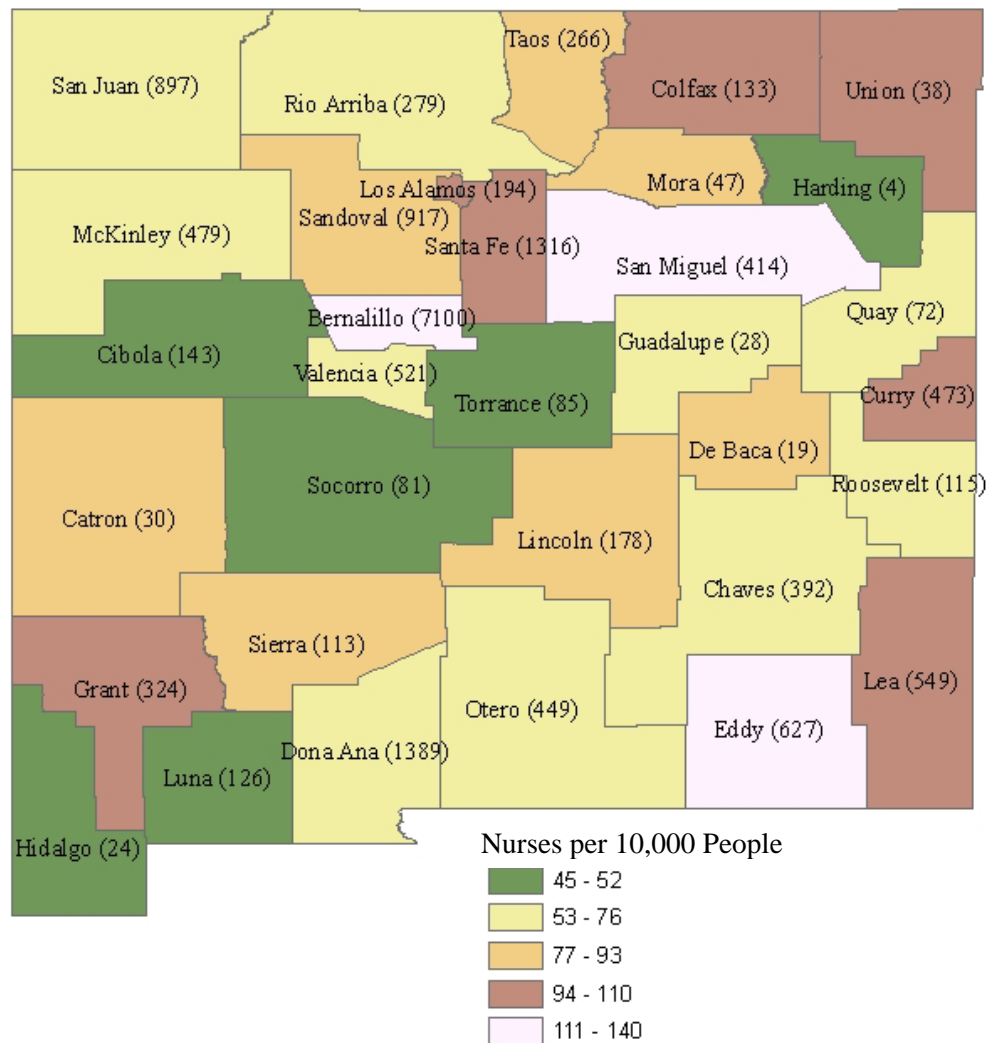 Taos (266)
San Juan (897)
Colfax (133)
Union (38)
Rio Arriba (279)
Los Alamos (194)
Mora (47)
Harding (4)
Sandoval (917)
McKinley (479)
Santa Fe (1316)
San Miguel (414)
Bernalillo (7100)
Quay (72)
Guadalupe (28)
Cibola (143)
Valencia (521)
Curry (473)
Torrance (85)
De Baca (19)
Socorro (81)
Roosevelt (115)
Catron (30)
Lincoln (178)
Chaves (392)
Sierra (113)
Grant (324)
Lea (549)
Otero (449)
Eddy (627)
Dona Ana (1389)
Luna (126)
Hidalgo (24)
Nurses per 10,000 People
45 - 52
53 - 76
77 - 93
94 - 110
111 - 140